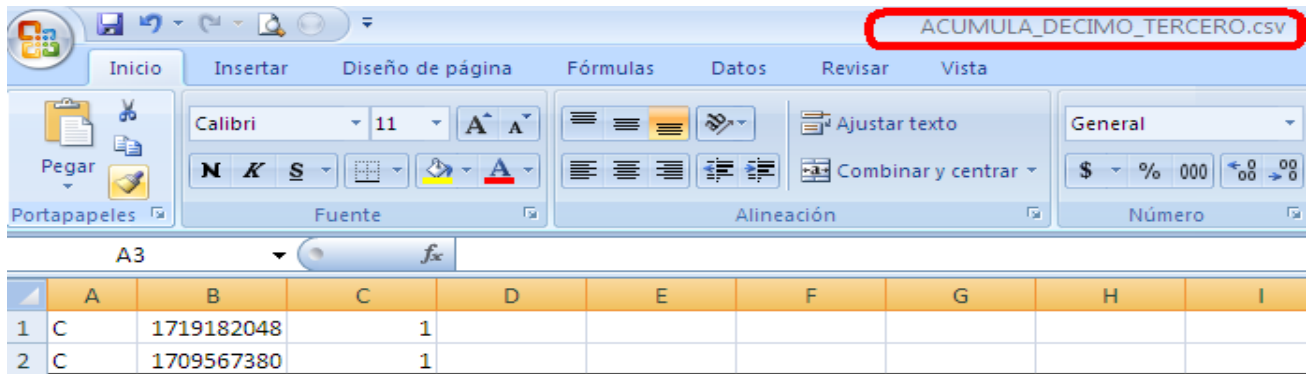 ACUMULA_DECIMO_TERCERO.csv
Inicio Insertar Diseño de página Fórmulas Datos Revisar Vista
Calibri 11 A A Ajustar texto General
Pegar N K S A Combinar y centrar $ % 000
Portapapeles Fuente Alineación Número
A3 fx
A B C D E F G H I
1 C 1719182048 1
2 C 1709567380 1